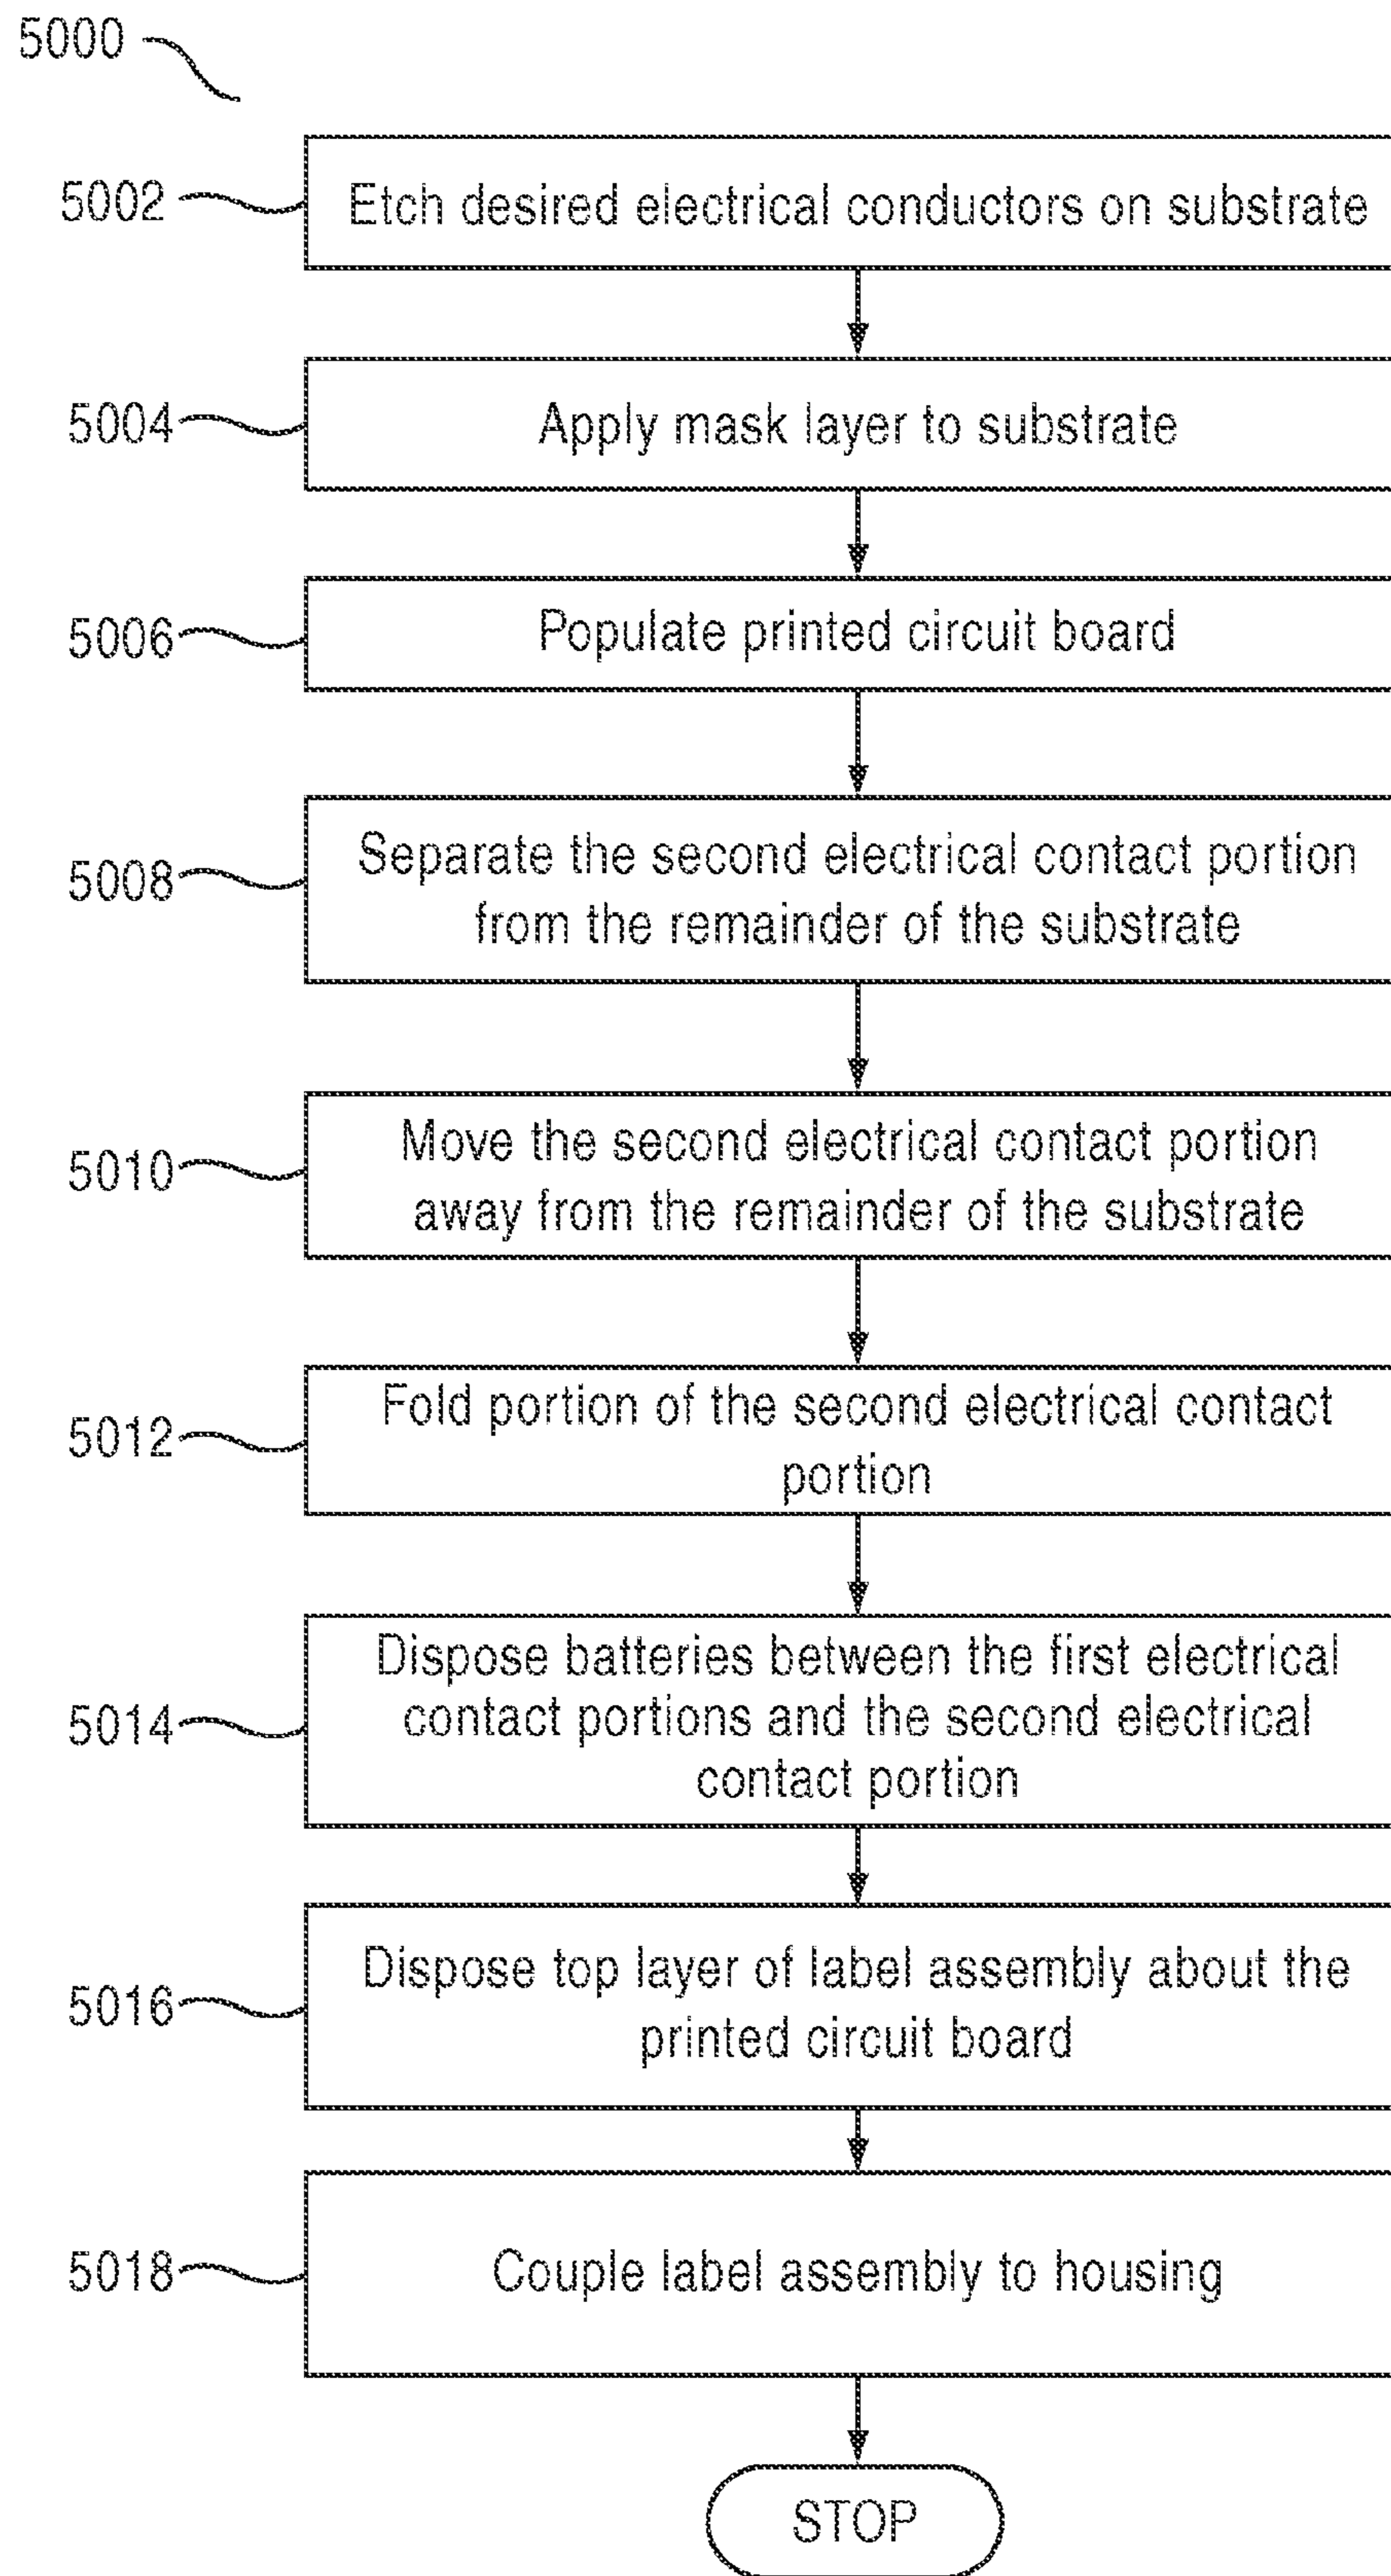 5000
5002
Etch desired electrical conductors on substrate
5004
Apply mask layer to substrate
5006
Populate printed circuit board
5008
Separate the second electrical contact portion
from the remainder of the substrate
5010
Move the second electrical contact portion
away from the remainder of the substrate
5012
Fold portion of the second electrical contact
portion
5014
Dispose batteries between the first electrical
contact portions and the second electrical
contact portion
5016
Dispose top layer of label assembly about the
printed circuit board
5018
Couple label assembly to housing
STOP